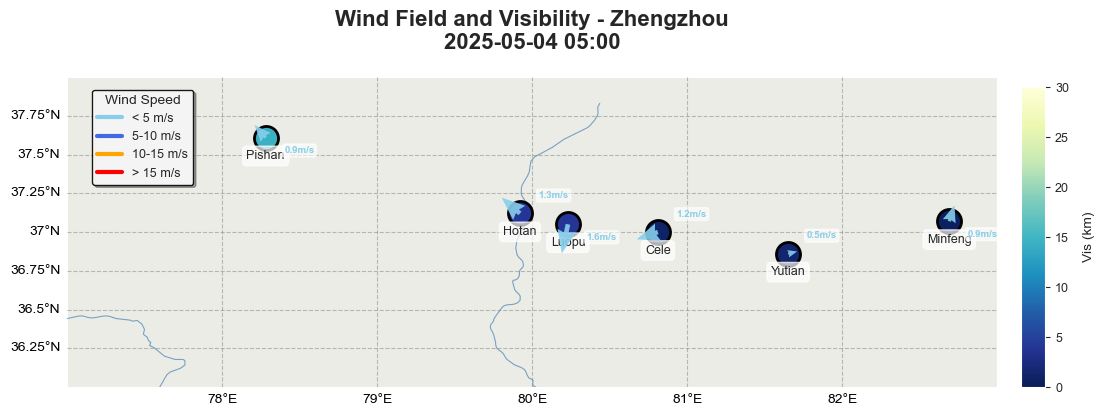 Wind Field and Visibility - Zhengzhou
2025-05-04 05:00
Wind Speed
< 5 m/s
5-10 m/s
10-15 m/s
> 15 m/s
37.75°N
37.5°N
37.25°N
37°N
36.75°N
36.5°N
36.25°N
78°E
79°E
80°E
81°E
82°E
Pishan
0.9m/s
Hotan
1.3m/s
Luopu
1.6m/s
Cele
1.2m/s
Yutian
0.5m/s
Minfeng
0.9m/s
30
25
20
15
10
5
0
Vis (km)